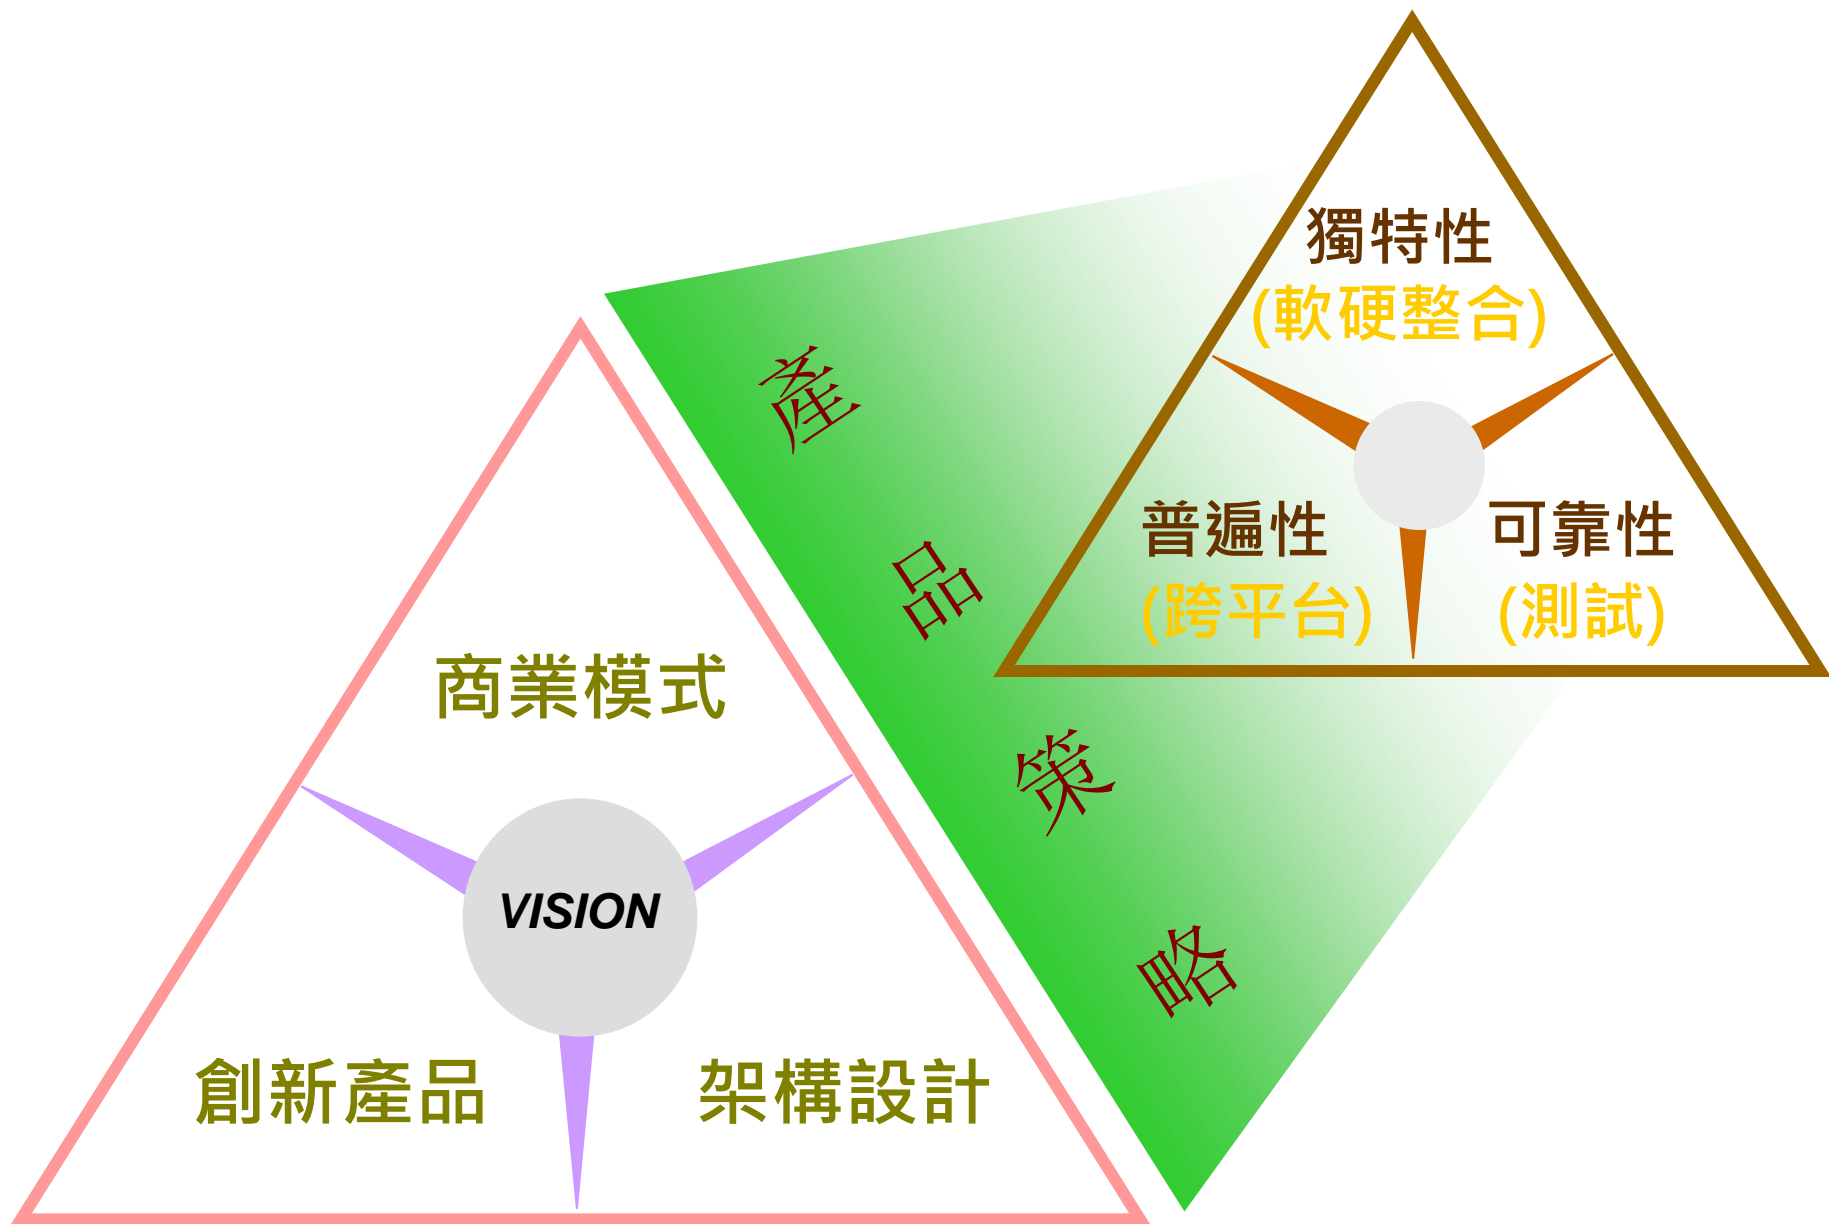 獨特性
(軟硬整合)
普遍性
(跨平台)
可靠性
(測試)
產品策略
商業模式
VISION
創新產品
架構設計